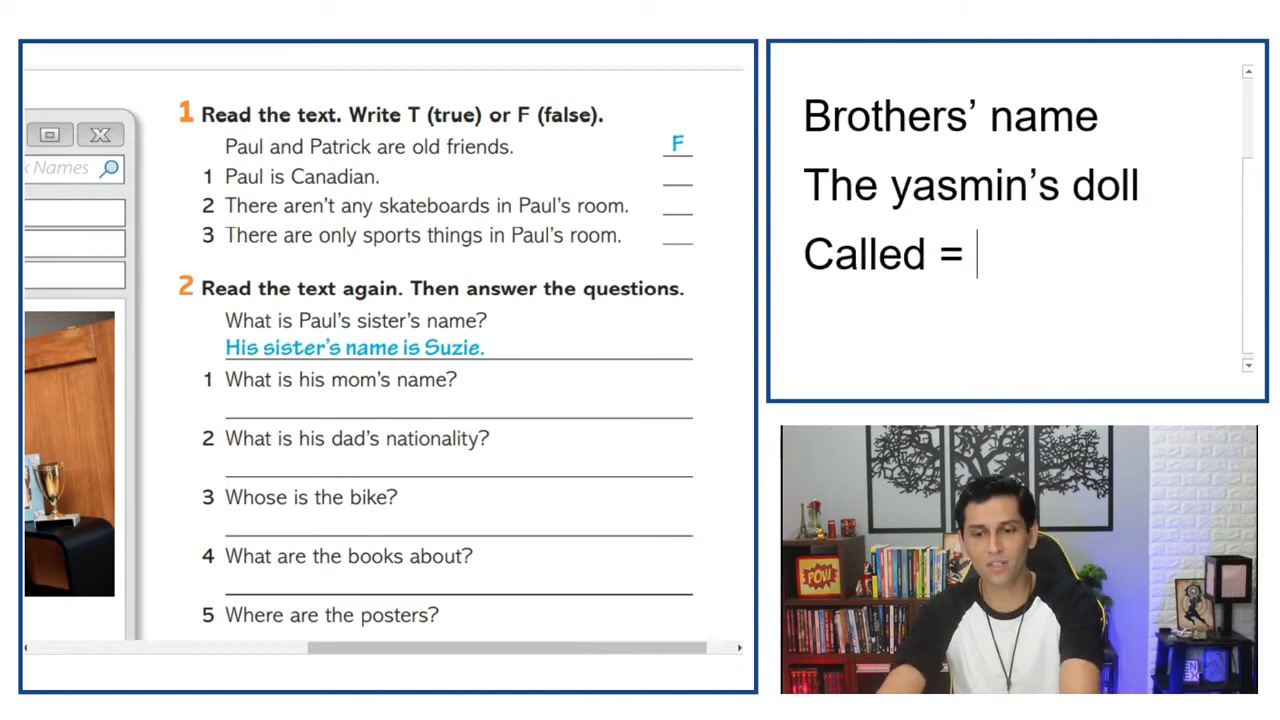 k Names
1 Read the text. Write T (true) or F (false).
Paul and Patrick are old friends. F
1 Paul is Canadian.
2 There aren't any skateboards in Paul's room.
3 There are only sports things in Paul's room.
2 Read the text again. Then answer the questions.
What is Paul's sister's name?
His sister's name is Suzie.
1 What is his mom's name?
2 What is his dad's nationality?
3 Whose is the bike?
4 What are the books about?
5 Where are the posters?
Brothers’ name
The yasmin’s doll
Called =
POW